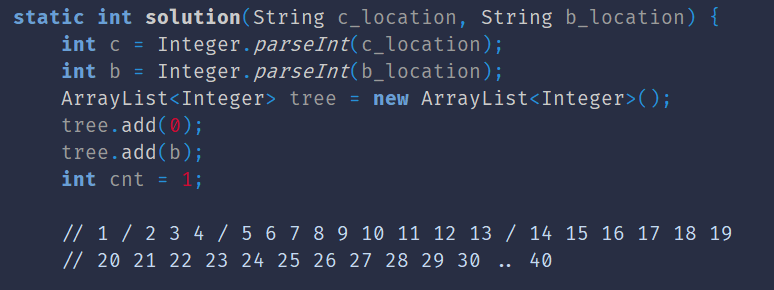 static int solution(String c_location, String b_location) {
int c = Integer.parseInt(c_location);
int b = Integer.parseInt(b_location);
ArrayList<Integer> tree = new ArrayList<Integer>();
tree.add(0);
tree.add(b);
int cnt = 1;
// 1 / 2 3 4 / 5 6 7 8 9 10 11 12 13 / 14 15 16 17 18 19
// 20 21 22 23 24 25 26 27 28 29 30 .. 40